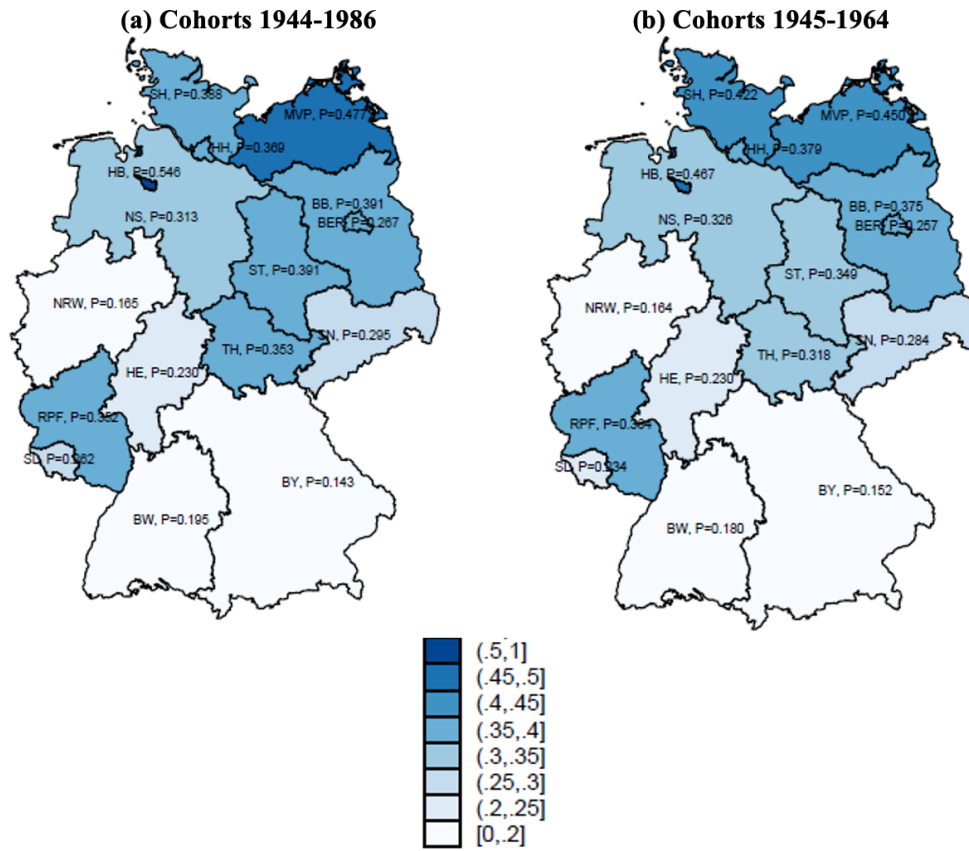 (a) Cohorts 1944-1986
(b) Cohorts 1945-1964
SH, P=0.388
MVP, P=0.477
HH, P=0.369
HB, P=0.546
BB, P=0.391
BER, P=0.267
NS, P=0.313
ST, P=0.391
NRW, P=0.165
SN, P=0.295
TH, P=0.353
HE, P=0.230
RPF, P=0.352
SL, P=0.262
BY, P=0.143
BW, P=0.195
SH, P=0.422
MVP, P=0.450
HH, P=0.379
HB, P=0.467
BB, P=0.375
BER, P=0.257
NS, P=0.326
ST, P=0.349
NRW, P=0.164
SN, P=0.284
TH, P=0.318
HE, P=0.230
RPF,
SL, P=0.234
BY, P=0.152
BW, P=0.180
(.5,1]
(.45,.5]
(.4,.45]
(.35,.4]
(.3,.35]
(.25,.3]
(.2,.25]
[0,.2]